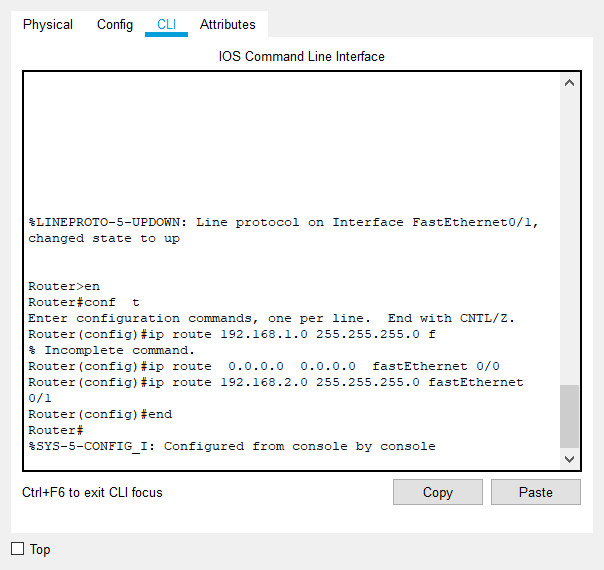 Physical Config CLI Attributes
IOS Command Line Interface
%LINEPROTO-5-UPDOWN: Line protocol on Interface FastEthernet0/1,
changed state to up
Router>en
Router#conf  t
Enter configuration commands, one per line.  End with CNTL/Z.
Router(config)#ip route 192.168.1.0 255.255.255.0 f
% Incomplete command.
Router(config)#ip route  0.0.0.0  0.0.0.0  fastEthernet 0/0
Router(config)#ip route 192.168.2.0 255.255.255.0 fastEthernet
0/1
Router(config)#end
Router#
%SYS-5-CONFIG_I: Configured from console by console
Ctrl+F6 to exit CLI focus Copy Paste
Top